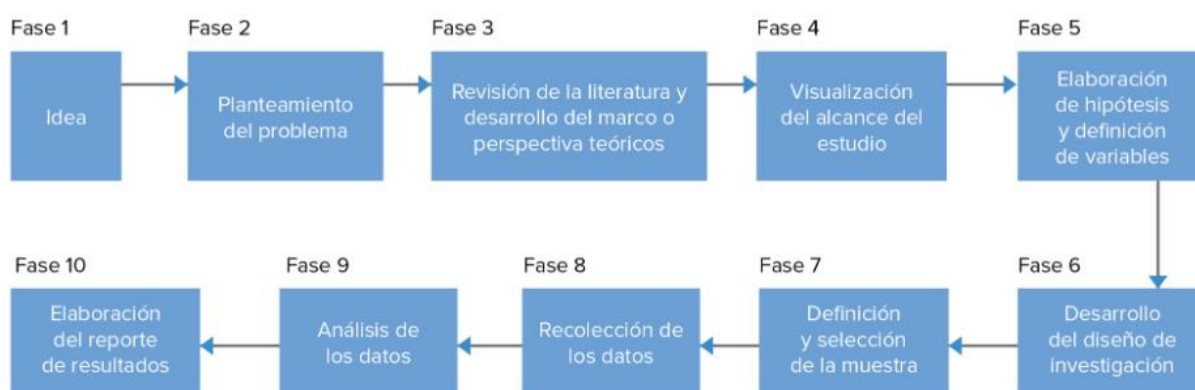 Fase 1
Idea
Fase 2
Planteamiento
del problema
Fase 3
Revisión de la literatura y
desarrollo del marco o
perspectiva teóricos
Fase 4
Visualización
del alcance del
estudio
Fase 5
Elaboración
de hipótesis
y definición
de variables
Fase 6
Desarrollo
del diseño de
investigación
Fase 7
Definición
y selección
de la muestra
Fase 8
Recolección de
los datos
Fase 9
Análisis de
los datos
Fase 10
Elaboración
del reporte
de resultados